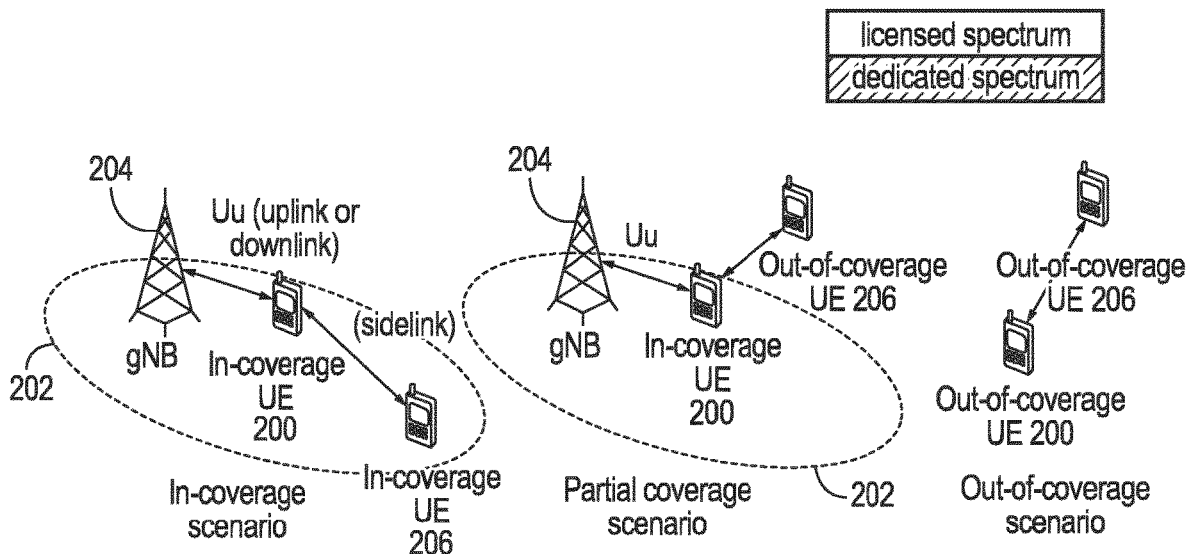 licensed spectrum
dedicated spectrum
204
Uu (uplink or
downlink)
gNB
In-coverage
UE
200
(sidelink)
In-coverage
UE
206
202
In-coverage
scenario
204
Uu
gNB
In-coverage
UE
200
Out-of-coverage
UE 206
202
Partial coverage
scenario
Out-of-coverage
UE 206
Out-of-coverage
UE 200
Out-of-coverage
scenario